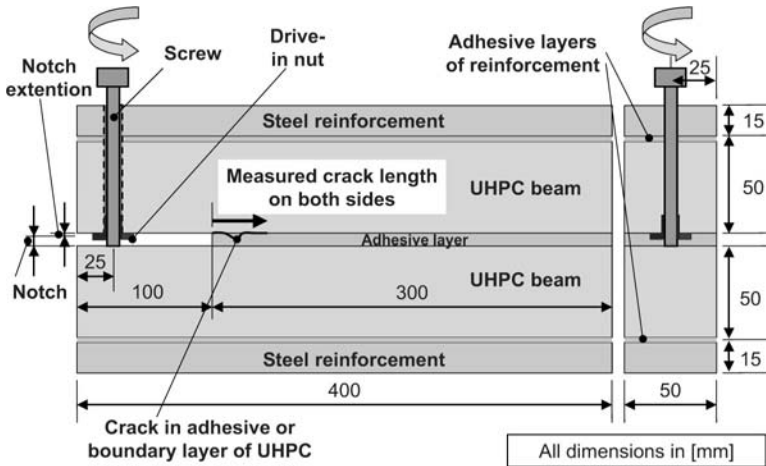 Notch
extention
Screw
Drive-
in nut
Adhesive layers
of reinforcement
25
Steel reinforcement
15
Measured crack length
on both sides
UHPC beam
50
Adhesive layer
25
Notch
100
300
UHPC beam
50
Steel reinforcement
15
400
50
Crack in adhesive or
boundary layer of UHPC
All dimensions in [mm]